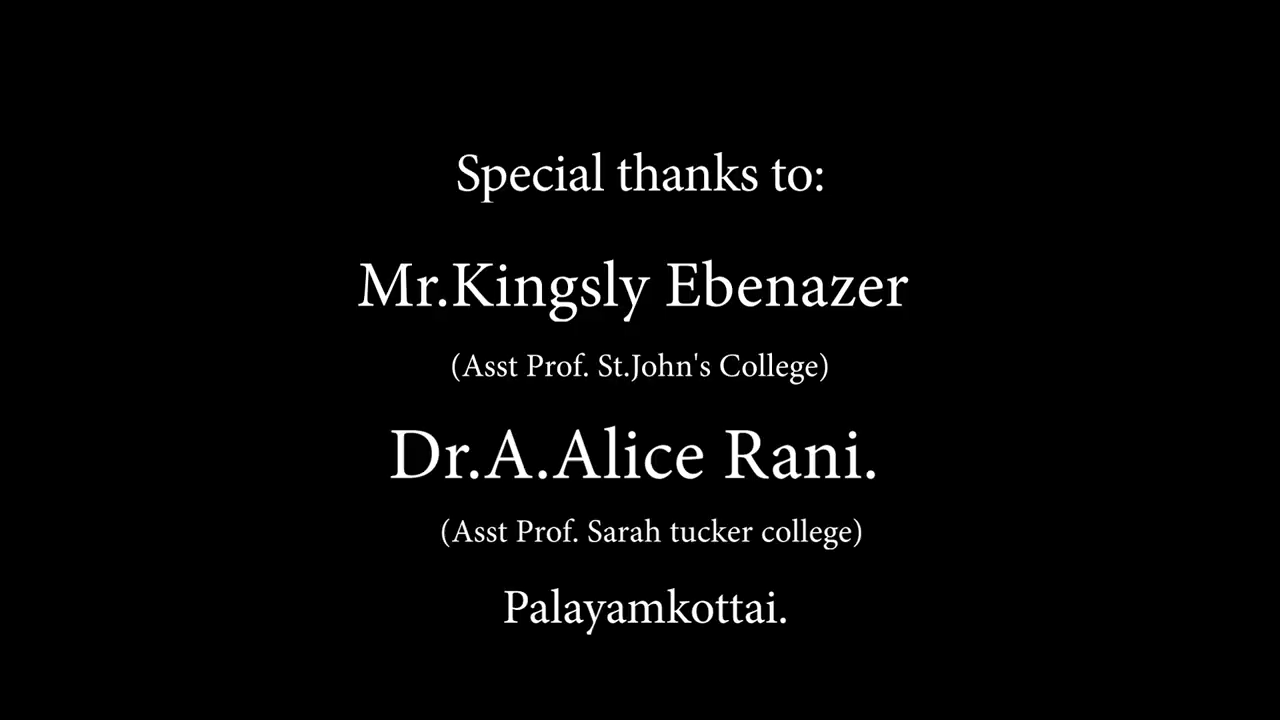 Special thanks to:
Mr.Kingsly Ebenazer
(Asst Prof. St.John's College)
Dr.A.Alice Rani.
(Asst Prof. Sarah tucker college)
Palayamkottai.